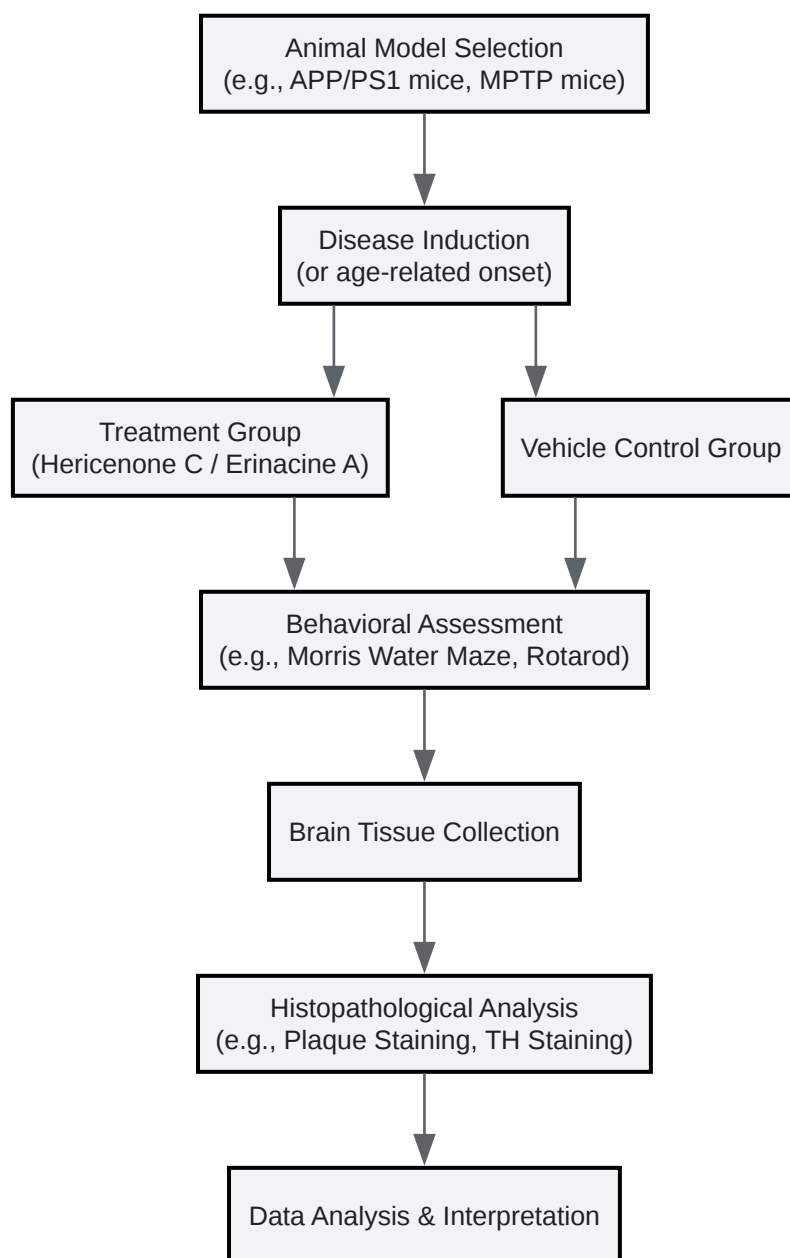 Animal Model Selection
(e.g., APP/PS1 mice, MPTP mice)
Disease Induction
(or age-related onset)
Treatment Group
(Hericenone C / Erinacine A)
Vehicle Control Group
Behavioral Assessment
(e.g., Morris Water Maze, Rotarod)
Brain Tissue Collection
Histopathological Analysis
(e.g., Plaque Staining, TH Staining)
Data Analysis & Interpretation